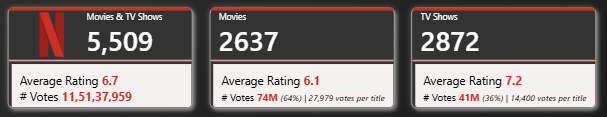 Movies & TV Shows
5,509
Average Rating 6.7
# Votes 11,51,37,959
Movies
2637
Average Rating 6.1
# Votes 74M (64%) | 27,979 votes per title
TV Shows
2872
Average Rating 7.2
# Votes 41M (36%) | 14,400 votes per title